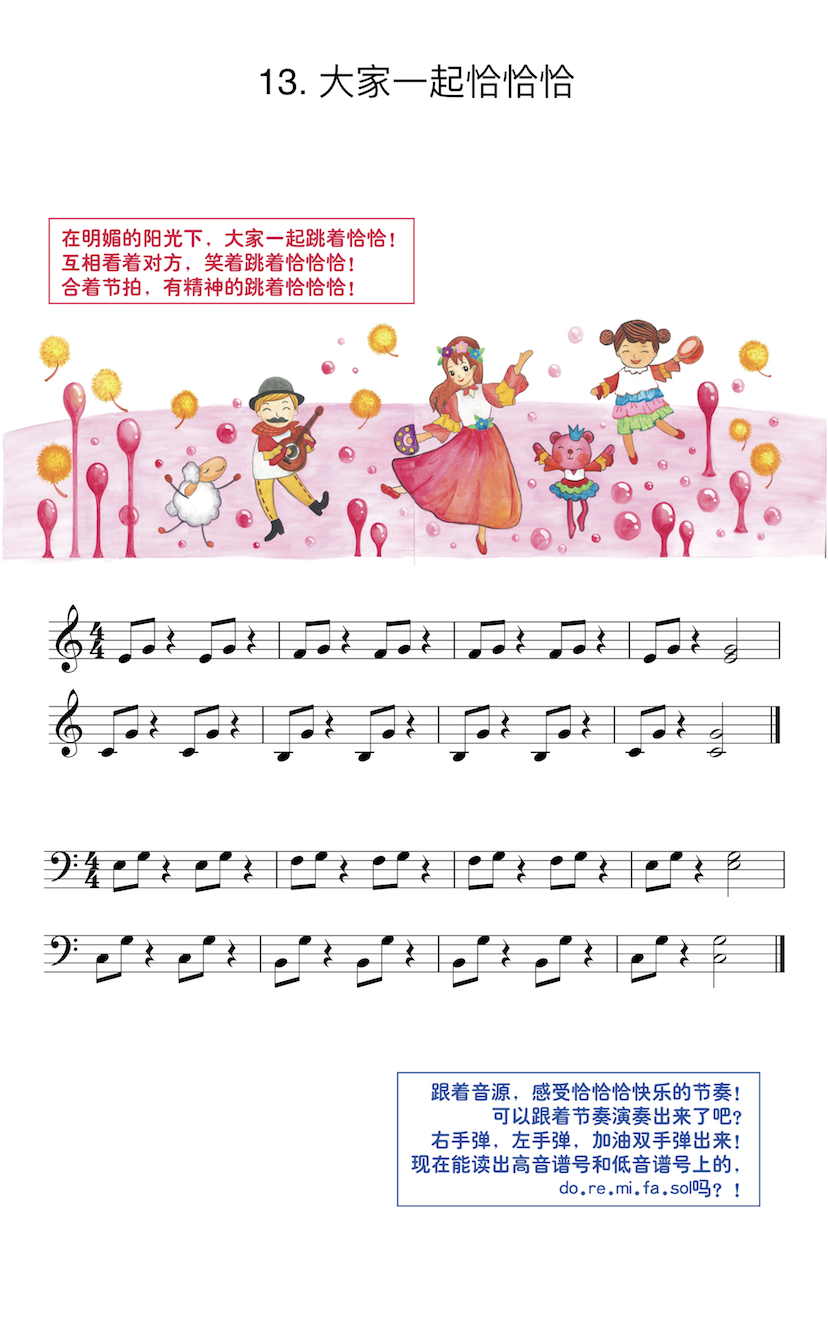 13. 大家一起恰恰恰
在明媚的阳光下，大家一起跳着恰恰！
互相看着对方，笑着跳着恰恰恰！
合着节拍，有精神的跳着恰恰恰！
4
4
4
4
跟着音源，感受恰恰恰快乐的节奏！
可以跟着节奏演奏出来了吧？
右手弹，左手弹，加油双手弹出来！
现在能读出高音谱号和低音谱号上的，
do.re.mi.fa.sol吗？！